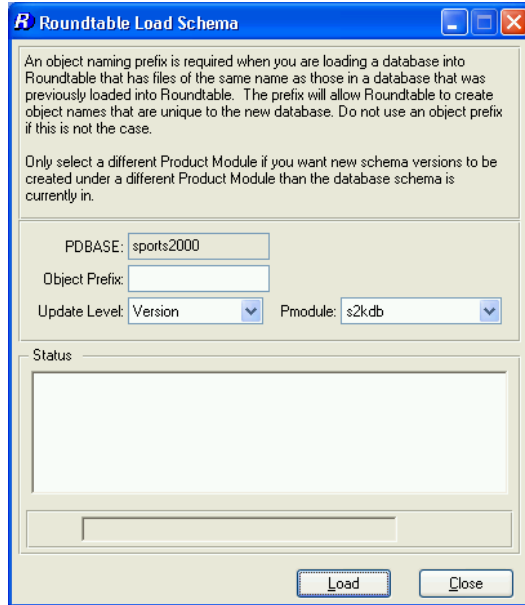 Roundtable Load Schema
An object naming prefix is required when you are loading a database into
Roundtable that has files of the same name as those in a database that was
previously loaded into Roundtable.  The prefix will allow Roundtable to create
object names that are unique to the new database. Do not use an object prefix
if this is not the case.
Only select a different Product Module if you want new schema versions to be
created under a different Product Module than the database schema is
currently in.
PDBASE: sports2000
Object Prefix:
Update Level: Version Pmodule: s2kdb
Status
Load Close